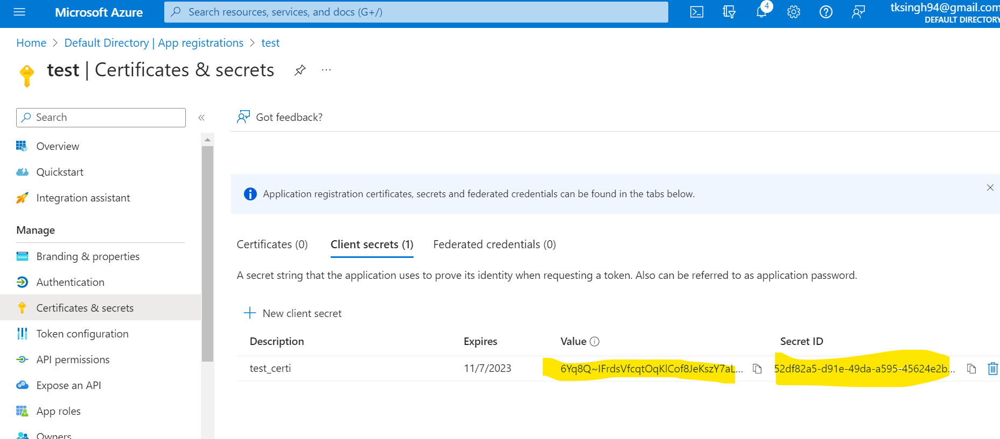 Microsoft Azure
Search resources, services, and docs (G+/)
4
tksingh94@gmail.com
DEFAULT DIRECTORY
Home > Default Directory | App registrations > test
test | Certificates & secrets
Search
Got feedback?
Overview
Quickstart
Integration assistant
Application registration certificates, secrets and federated credentials can be found in the tabs below.
Manage
Branding & properties
Authentication
Certificates & secrets
Token configuration
API permissions
Expose an API
App roles
Owners
Certificates (0) Client secrets (1) Federated credentials (0)
A secret string that the application uses to prove its identity when requesting a token. Also can be referred to as application password.
New client secret
Description Expires Value Secret ID
test_certi 11/7/2023 6Yq8Q~IFrdsVfcqtOqKlCof8JeKszY7aL... 52df82a5-d91e-49da-a595-45624e2b...